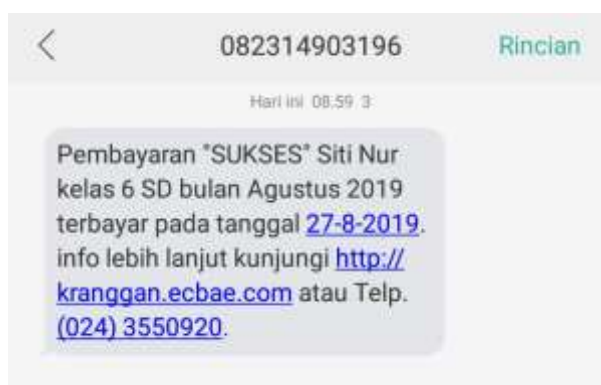 082314903196 Rincian
Hari ini 08.59 3
Pembayaran "SUKSES" Siti Nur
kelas 6 SD bulan Agustus 2019
terbayar pada tanggal 27-8-2019.
info lebih lanjut kunjungi http://
kranggan.ecbae.com atau Telp.
(024) 3550920.